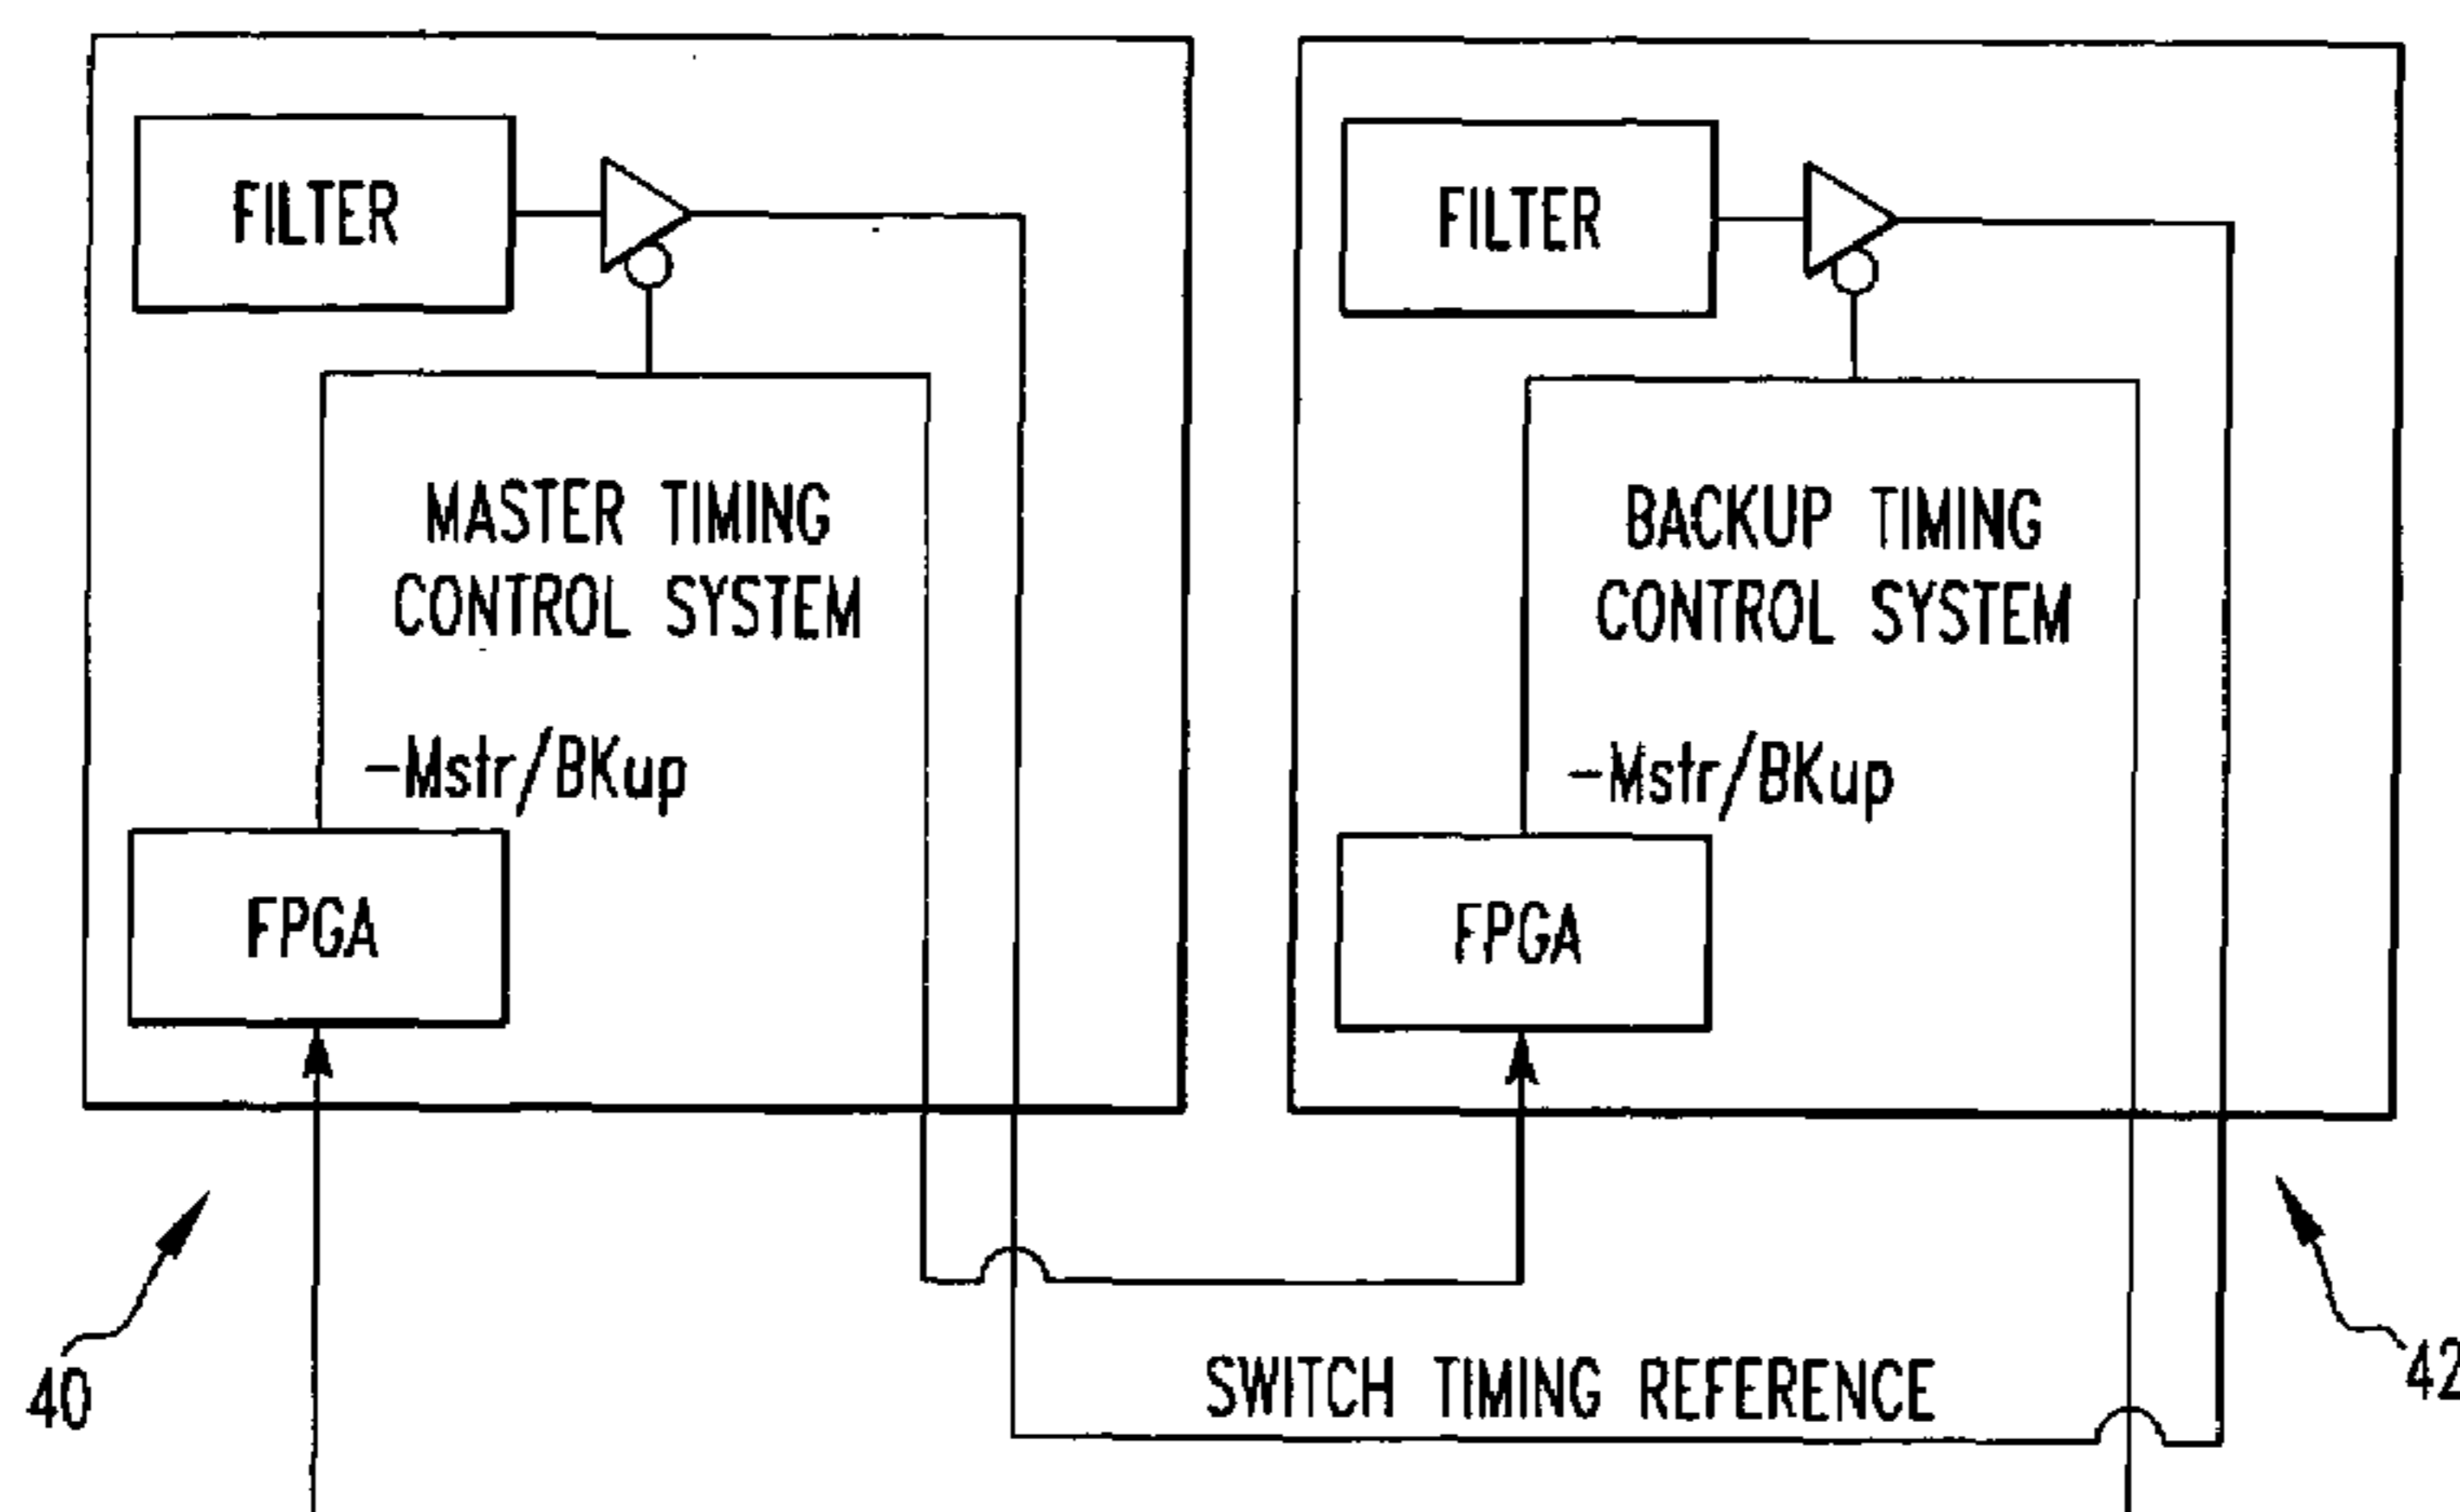 FILTER
MASTER TIMING
CONTROL SYSTEM
-Mstr/BKup
FPGA
FILTER
BACKUP TIMING
CONTROL SYSTEM
-Mstr/BKup
FPGA
40
SWITCH TIMING REFERENCE
42